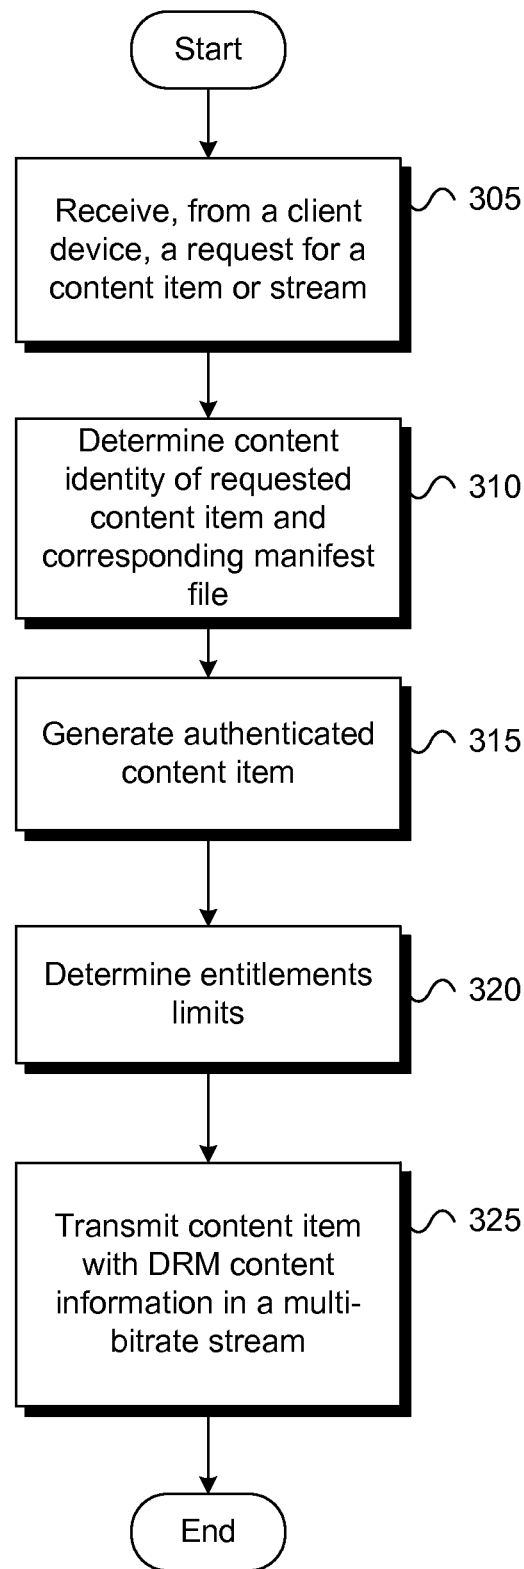 Start
Receive, from a client
device, a request for a
content item or stream
305
Determine content
identity of requested
content item and
corresponding manifest
file
310
Generate authenticated
content item
315
Determine entitlements
limits
320
Transmit content item
with DRM content
information in a multi-
bitrate stream
325
End